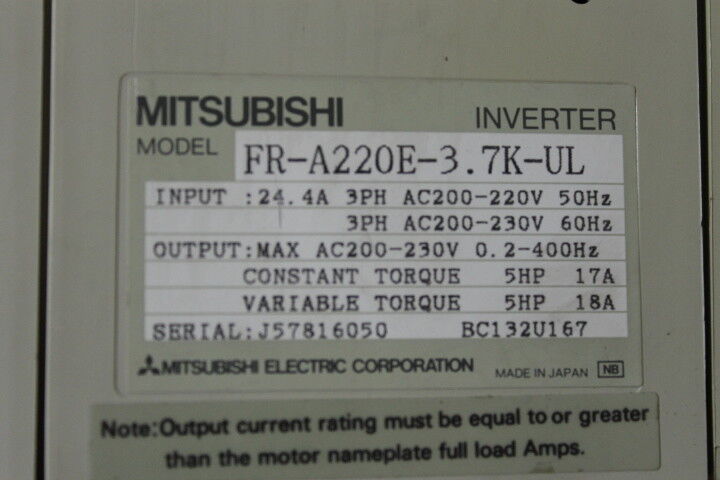 MITSUBISHI INVERTER
MODEL FR-A220E-3.7K-UL
INPUT :24.4A 3PH AC200-220V 50Hz
3PH AC200-230V 60Hz
OUTPUT:MAX AC200-230V 0.2-400Hz
CONSTANT TORQUE 5HP 17A
VARIABLE TORQUE 5HP 18A
SERIAL:J57816050 BC132U167
MITSUBISHI ELECTRIC CORPORATION MADE IN JAPAN NB
Note:Output current rating must be equal to or greater
than the motor nameplate full load Amps.